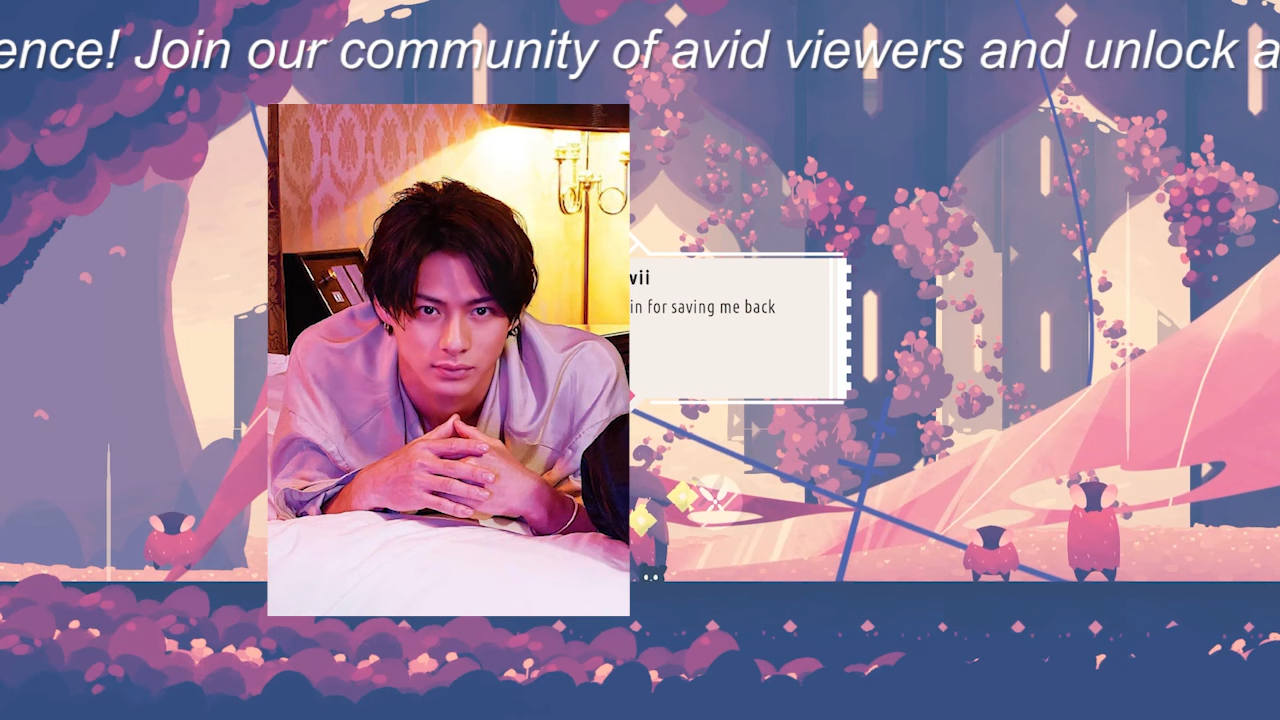 ence! Join our community of avid viewers and unlock a
vii
in for saving me back